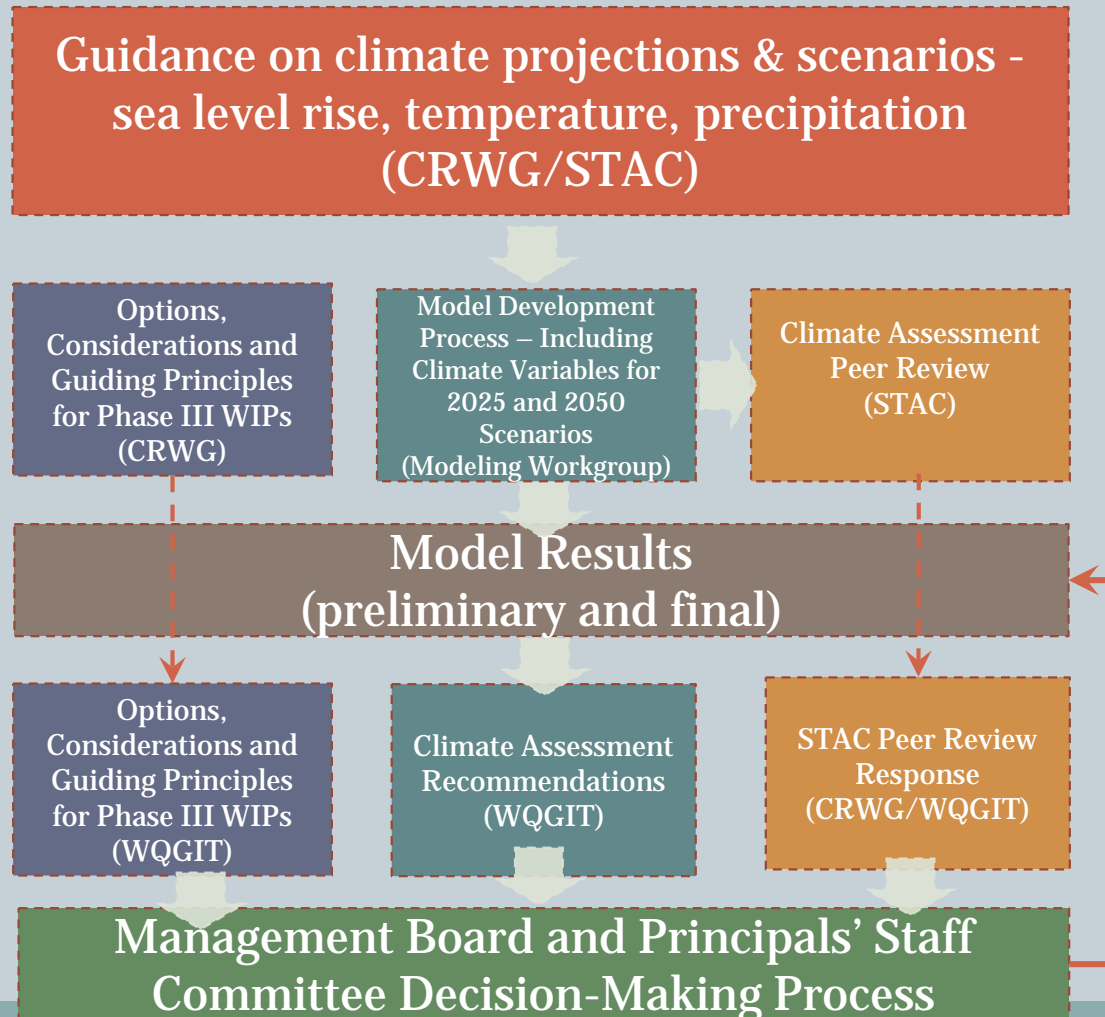 Guidance on climate projections & scenarios -
sea level rise, temperature, precipitation
(CRWG/STAC)
Options,
Considerations and
Guiding Principles
for Phase III WIPs
(CRWG)
Model Development
Process – Including
Climate Variables for
2025 and 2050
Scenarios
(Modeling Workgroup)
Climate Assessment
Peer Review
(STAC)
Model Results
(preliminary and final)
Options,
Considerations and
Guiding Principles
for Phase III WIPs
(WQGIT)
Climate Assessment
Recommendations
(WQGIT)
STAC Peer Review
Response
(CRWG/WQGIT)
Management Board and Principals’ Staff
Committee Decision-Making Process